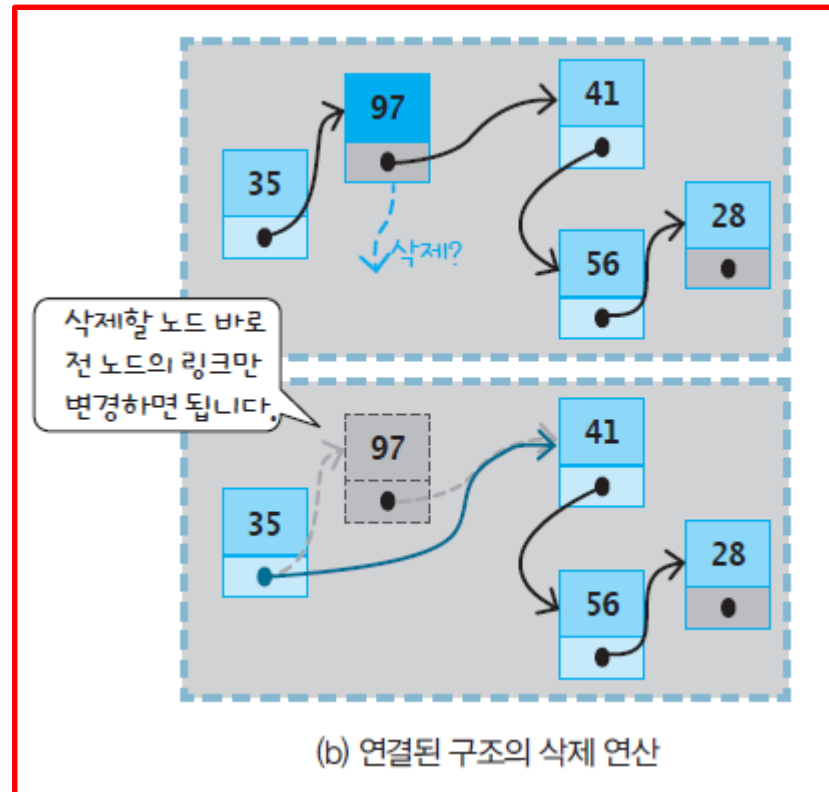 97
41
35
28
삭제?
56
삭제할 노드 바로
전 노드의 링크만
변경하면 됩니다.
97
41
35
28
56
(b) 연결된 구조의 삭제 연산